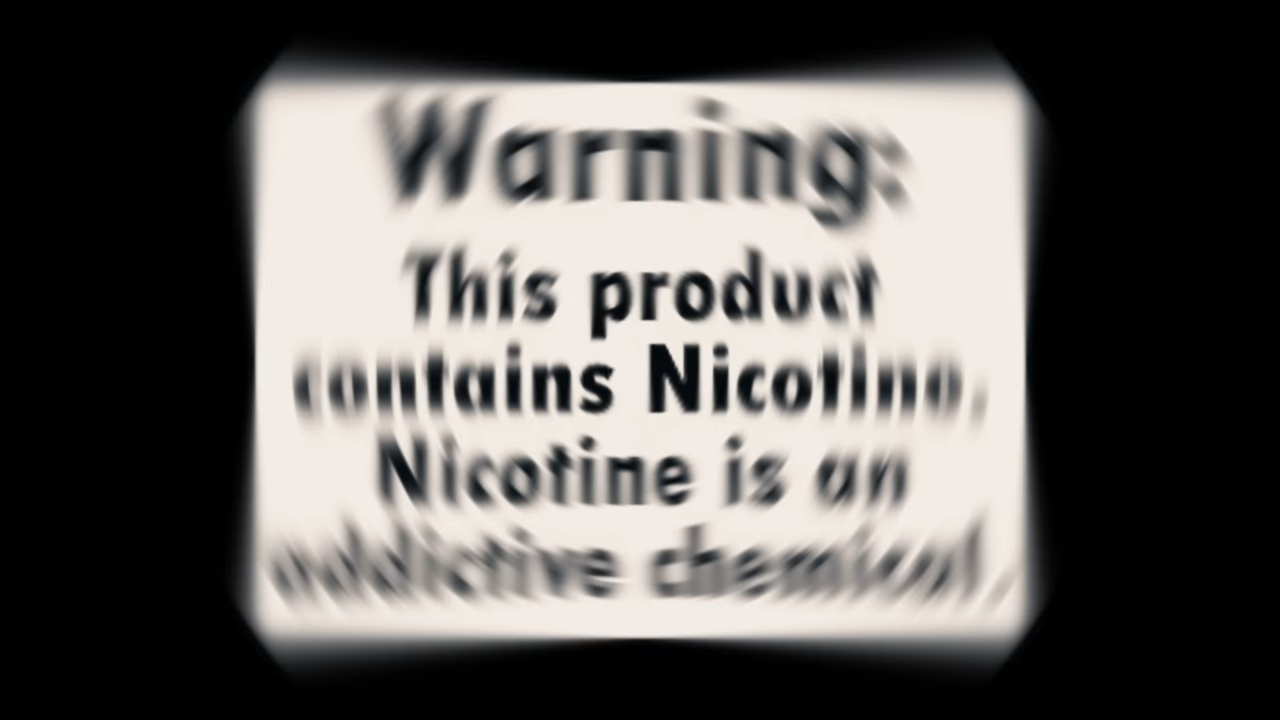 Warning:
This product
contains Nicotine.
Nicotine is an
addictive chemical.